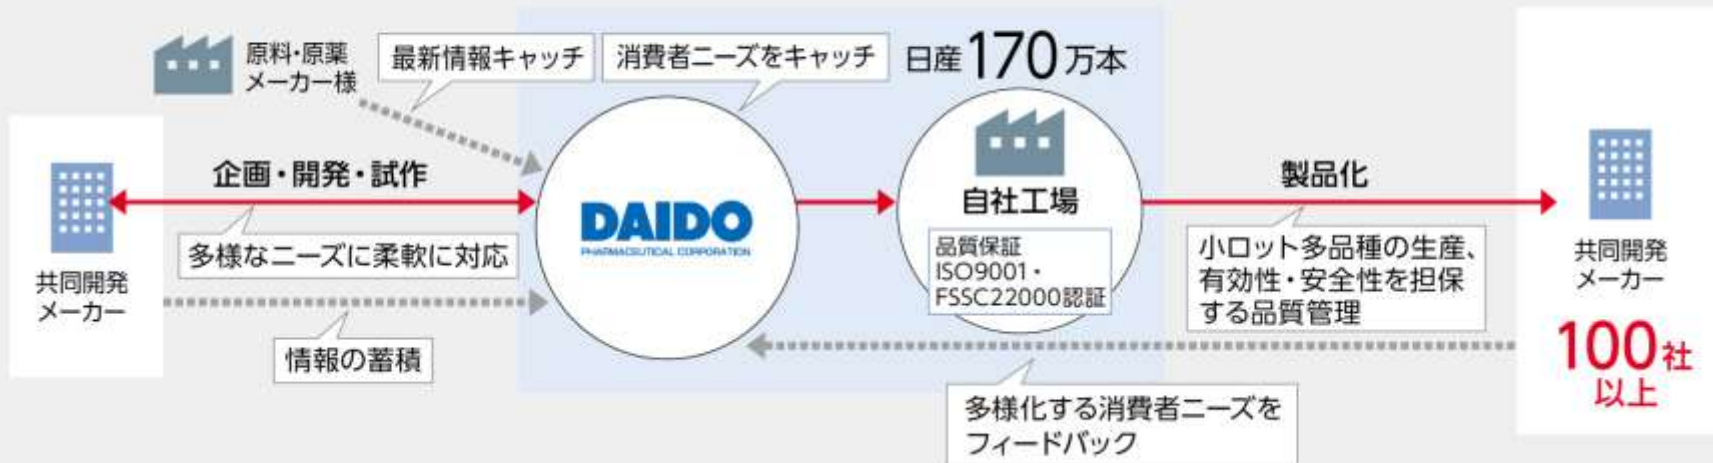 原料・原薬
メーカー様
最新情報キャッチ
消費者ニーズをキャッチ
日産170万本
企画・開発・試作
多様なニーズに柔軟に対応
共同開発
メーカー
情報の蓄積
DAIDO
PHARMACEUTICAL CORPORATION
自社工場
品質保証
ISO9001・
FSSC22000認証
製品化
小ロット多品種の生産、
有効性・安全性を担保
する品質管理
多様化する消費者ニーズを
フィードバック
共同開発
メーカー
100社
以上